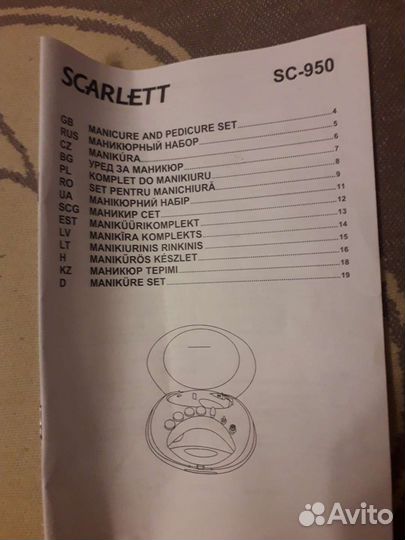 SCARLETT SC-950
GB MANICURE AND PEDICURE SET 4
RUS МАНИКЮРНЫЙ НАБОР 5
CZ MANIKÚRA 6
BG УРЕД ЗА МАНИКЮР 7
PL KOMPLET DO MANIKIURU 8
RO SET PENTRU MANICHIURĂ 9
UA МАНІКЮРНИЙ НАБІР 11
SCG МАНИКИР СЕТ 12
EST MANIKÜÜRIKOMPLEKT 13
LV MANIKĪRA KOMPLEKTS 14
LT MANIKIURINIS RINKINIS 15
H MANIKŰRÖS KÉSZLET 16
KZ МАНИКЮР ТЕРІМІ 18
D MANIKÜRE SET 19
Avito